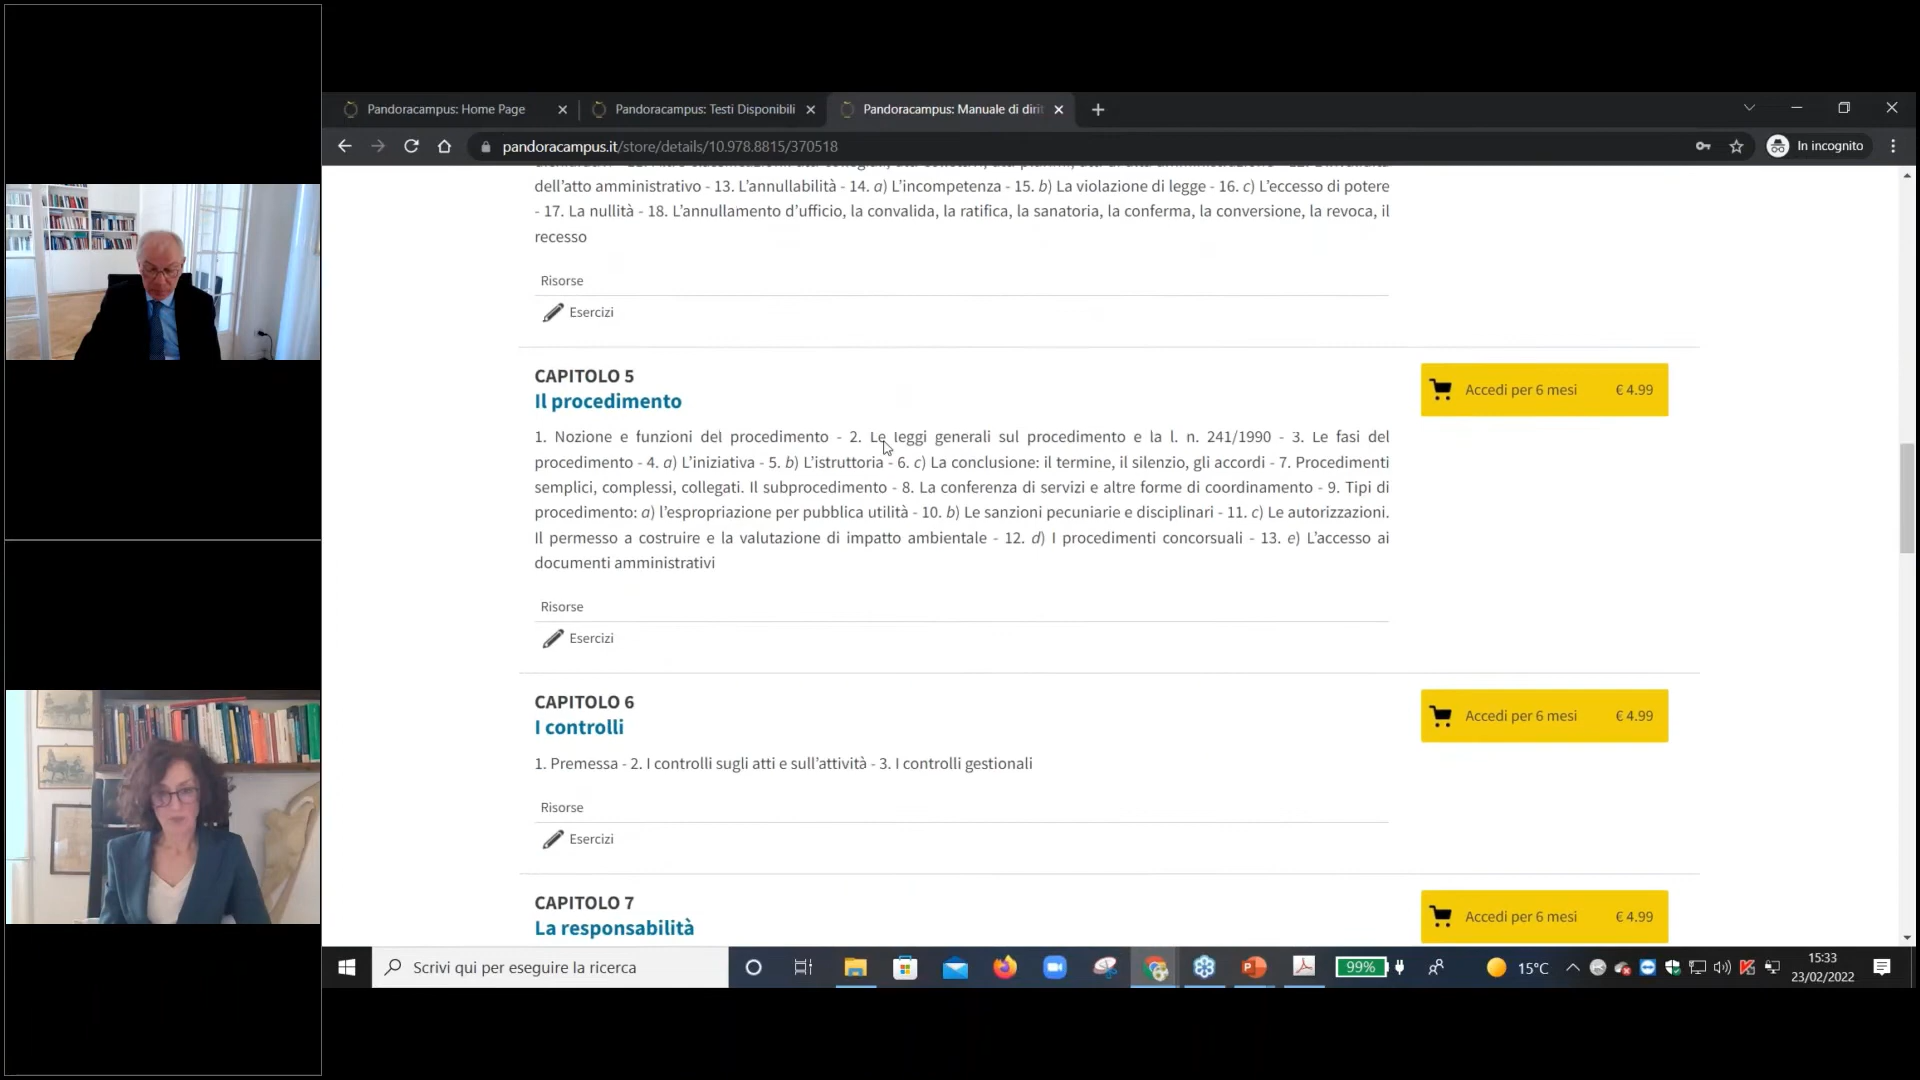 Pandoracampus: Home Page
Pandoracampus: Testi Disponibili
Pandoracampus: Manuale di dirit
pandoracampus.it/store/details/10.978.8815/370518
In incognito
dell'atto amministrativo - 13. L'annullabilità - 14. a) L'incompetenza - 15. b) La violazione di legge - 16. c) L'eccesso di potere
- 17. La nullità - 18. L'annullamento d'ufficio, la convalida, la ratifica, la sanatoria, la conferma, la conversione, la revoca, il
recesso
Risorse
Esercizi
CAPITOLO 5
Il procedimento
Accedi per 6 mesi € 4.99
1. Nozione e funzioni del procedimento - 2. Le leggi generali sul procedimento e la l. n. 241/1990 - 3. Le fasi del
procedimento - 4. a) L'iniziativa - 5. b) L'istruttoria - 6. c) La conclusione: il termine, il silenzio, gli accordi - 7. Procedimenti
semplici, complessi, collegati. Il subprocedimento - 8. La conferenza di servizi e altre forme di coordinamento - 9. Tipi di
procedimento: a) l'espropriazione per pubblica utilità - 10. b) Le sanzioni pecuniarie e disciplinari - 11. c) Le autorizzazioni.
Il permesso a costruire e la valutazione di impatto ambientale - 12. d) I procedimenti concorsuali - 13. e) L'accesso ai
documenti amministrativi
Risorse
Esercizi
CAPITOLO 6
I controlli
Accedi per 6 mesi € 4.99
1. Premessa - 2. I controlli sugli atti e sull'attività - 3. I controlli gestionali
Risorse
Esercizi
CAPITOLO 7
La responsabilità
Accedi per 6 mesi € 4.99
Scrivi qui per eseguire la ricerca
99%
15°C
15:33
23/02/2022